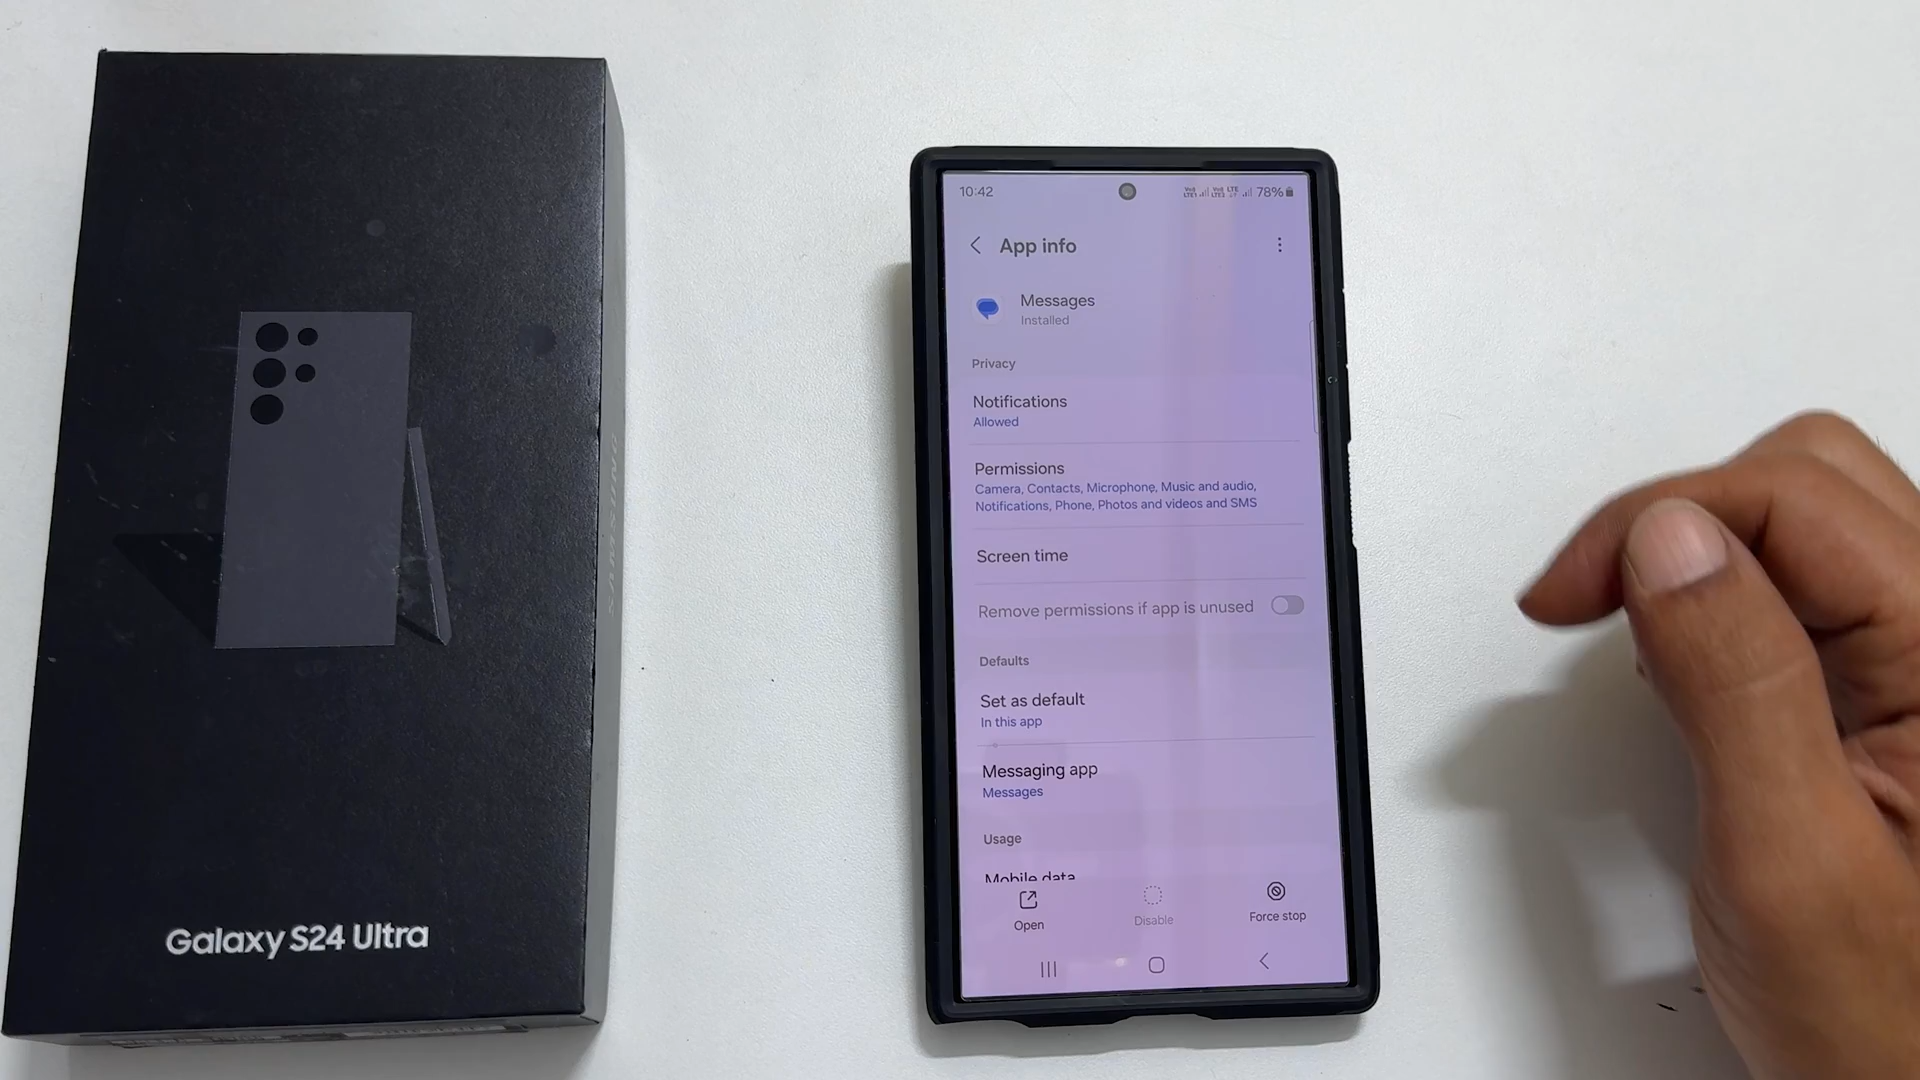 Galaxy S24 Ultra
SAMSUNG
10:42
78%
App info
Messages
Installed
Privacy
Notifications
Allowed
Permissions
Camera, Contacts, Microphone, Music and audio,
Notifications, Phone, Photos and videos and SMS
Screen time
Remove permissions if app is unused
Defaults
Set as default
In this app
Messaging app
Messages
Usage
Mobile data
Open
Disable
Force stop